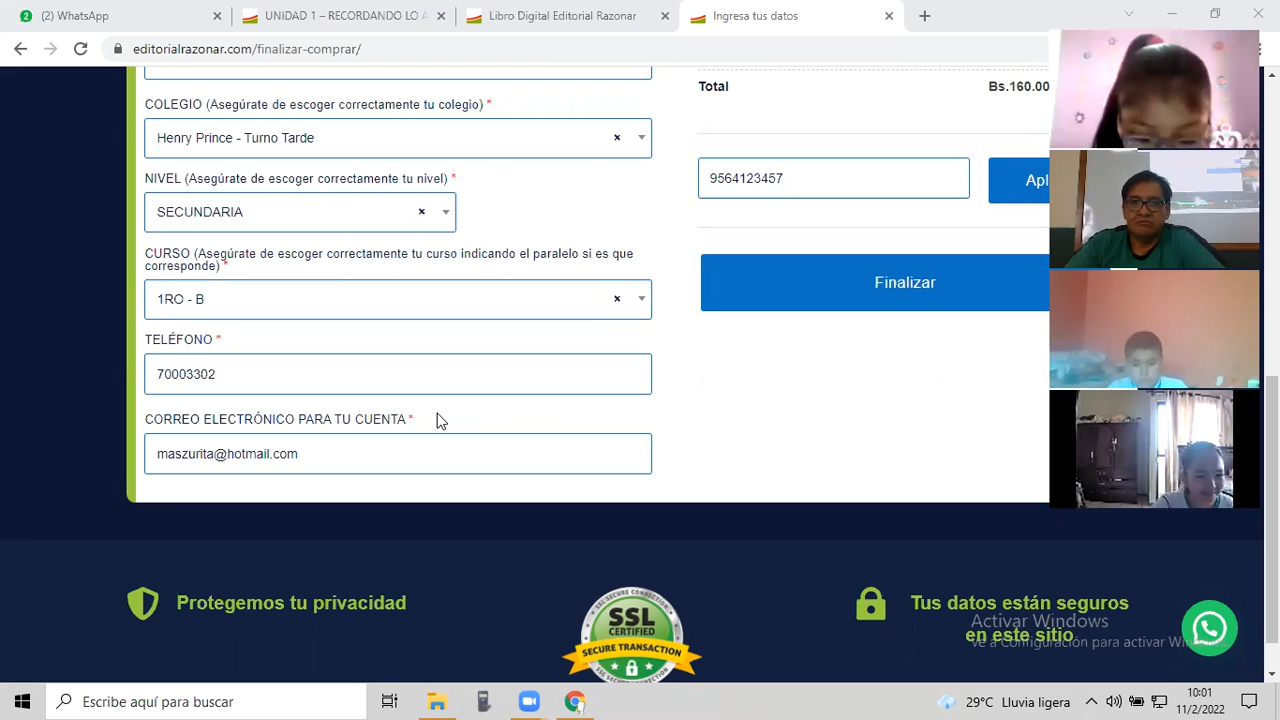 (2) WhatsApp
UNIDAD 1 – RECORDANDO LO A
Libro Digital Editorial Razonar
Ingresa tus datos
editorialrazonar.com/finalizar-comprar/
COLEGIO (Asegúrate de escoger correctamente tu colegio) *
Henry Prince - Turno Tarde
NIVEL (Asegúrate de escoger correctamente tu nivel) *
SECUNDARIA
CURSO (Asegúrate de escoger correctamente tu curso indicando el paralelo si es que
corresponde) *
1RO - B
TELÉFONO *
70003302
CORREO ELECTRÓNICO PARA TU CUENTA *
maszurita@hotmail.com
Total Bs.160.00
9564123457
Apl
Finalizar
Protegemos tu privacidad
SSL SECURE CONNECTION
SSL
CERTIFIED
SECURE TRANSACTION
Tus datos están seguros
en este sitio
Activar Windows
Ve a Configuración para activar Win
Escribe aquí para buscar
29°C Lluvia ligera
10:01
11/2/2022